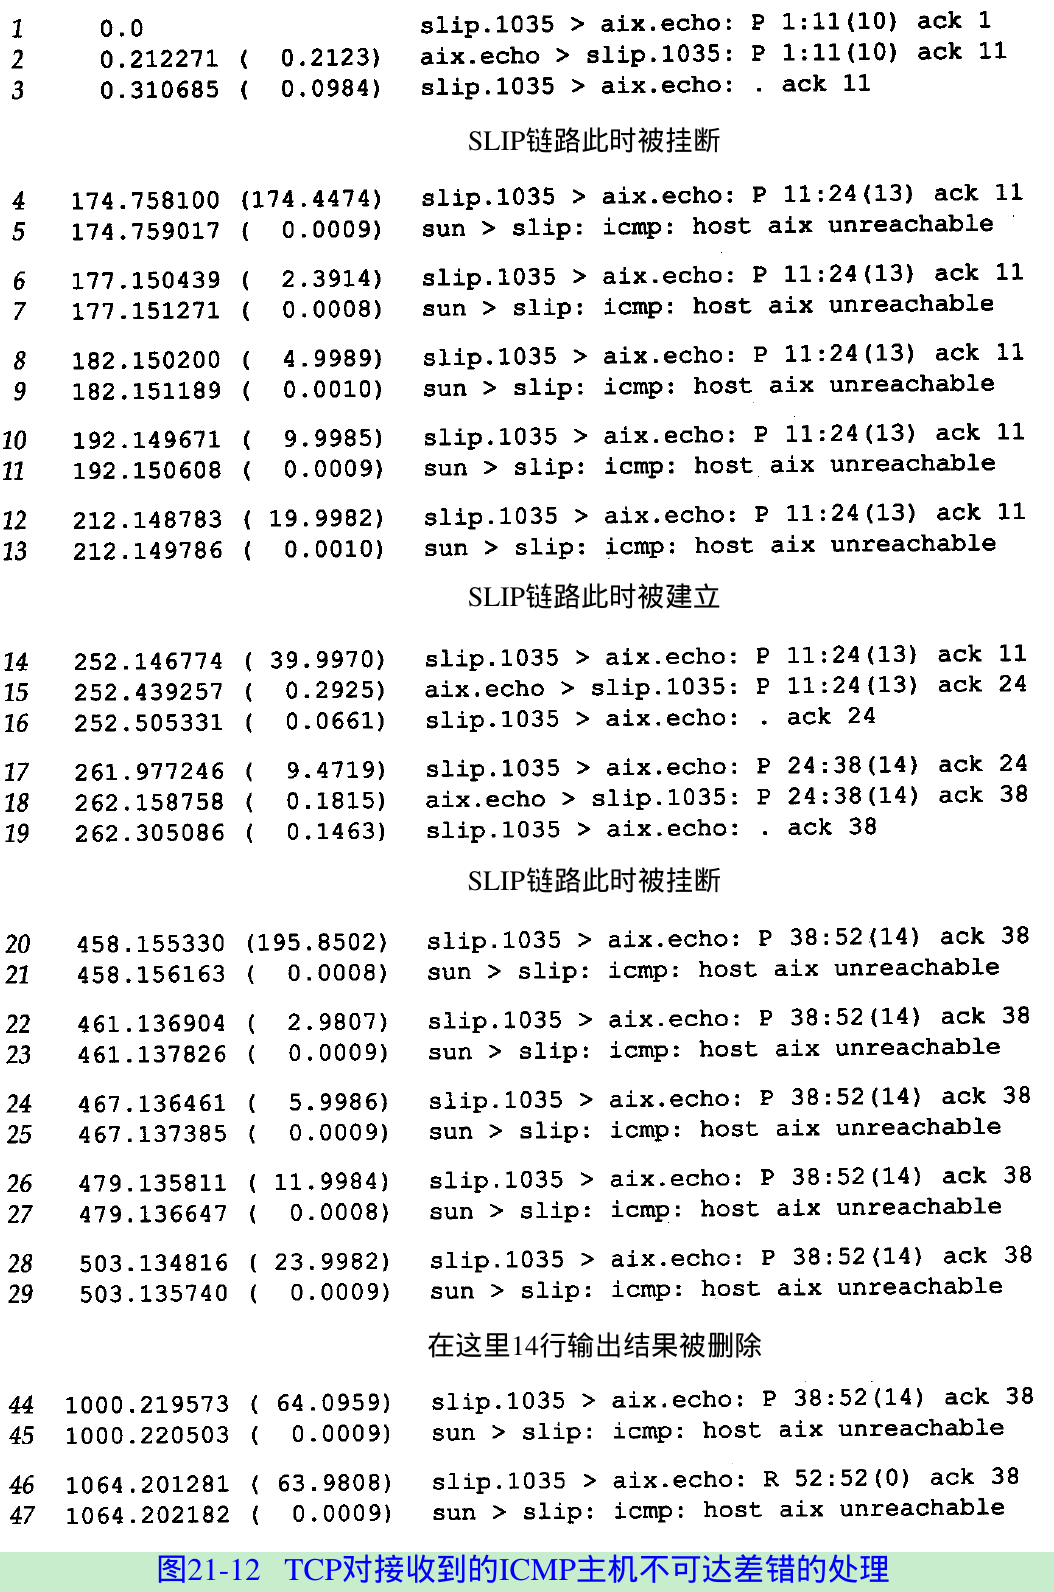 1 0.0 slip.1035 > aix.echo: P 1:11(10) ack 1
2 0.212271 ( 0.2123) aix.echo > slip.1035: P 1:11(10) ack 11
3 0.310685 ( 0.0984) slip.1035 > aix.echo: . ack 11
SLIP链路此时被挂断
4 174.758100 (174.4474) slip.1035 > aix.echo: P 11:24(13) ack 11
5 174.759017 ( 0.0009) sun > slip: icmp: host aix unreachable
6 177.150439 ( 2.3914) slip.1035 > aix.echo: P 11:24(13) ack 11
7 177.151271 ( 0.0008) sun > slip: icmp: host aix unreachable
8 182.150200 ( 4.9989) slip.1035 > aix.echo: P 11:24(13) ack 11
9 182.151189 ( 0.0010) sun > slip: icmp: host aix unreachable
10 192.149671 ( 9.9985) slip.1035 > aix.echo: P 11:24(13) ack 11
11 192.150608 ( 0.0009) sun > slip: icmp: host aix unreachable
12 212.148783 ( 19.9982) slip.1035 > aix.echo: P 11:24(13) ack 11
13 212.149786 ( 0.0010) sun > slip: icmp: host aix unreachable
SLIP链路此时被建立
14 252.146774 ( 39.9970) slip.1035 > aix.echo: P 11:24(13) ack 11
15 252.439257 ( 0.2925) aix.echo > slip.1035: P 11:24(13) ack 24
16 252.505331 ( 0.0661) slip.1035 > aix.echo: . ack 24
17 261.977246 ( 9.4719) slip.1035 > aix.echo: P 24:38(14) ack 24
18 262.158758 ( 0.1815) aix.echo > slip.1035: P 24:38(14) ack 38
19 262.305086 ( 0.1463) slip.1035 > aix.echo: . ack 38
SLIP链路此时被挂断
20 458.155330 (195.8502) slip.1035 > aix.echo: P 38:52(14) ack 38
21 458.156163 ( 0.0008) sun > slip: icmp: host aix unreachable
22 461.136904 ( 2.9807) slip.1035 > aix.echo: P 38:52(14) ack 38
23 461.137826 ( 0.0009) sun > slip: icmp: host aix unreachable
24 467.136461 ( 5.9986) slip.1035 > aix.echo: P 38:52(14) ack 38
25 467.137385 ( 0.0009) sun > slip: icmp: host aix unreachable
26 479.135811 ( 11.9984) slip.1035 > aix.echo: P 38:52(14) ack 38
27 479.136647 ( 0.0008) sun > slip: icmp: host aix unreachable
28 503.134816 ( 23.9982) slip.1035 > aix.echo: P 38:52(14) ack 38
29 503.135740 ( 0.0009) sun > slip: icmp: host aix unreachable
在这里14行输出结果被删除
44 1000.219573 ( 64.0959) slip.1035 > aix.echo: P 38:52(14) ack 38
45 1000.220503 ( 0.0009) sun > slip: icmp: host aix unreachable
46 1064.201281 ( 63.9808) slip.1035 > aix.echo: R 52:52(0) ack 38
47 1064.202182 ( 0.0009) sun > slip: icmp: host aix unreachable
图21-12 TCP对接收到的ICMP主机不可达差错的处理